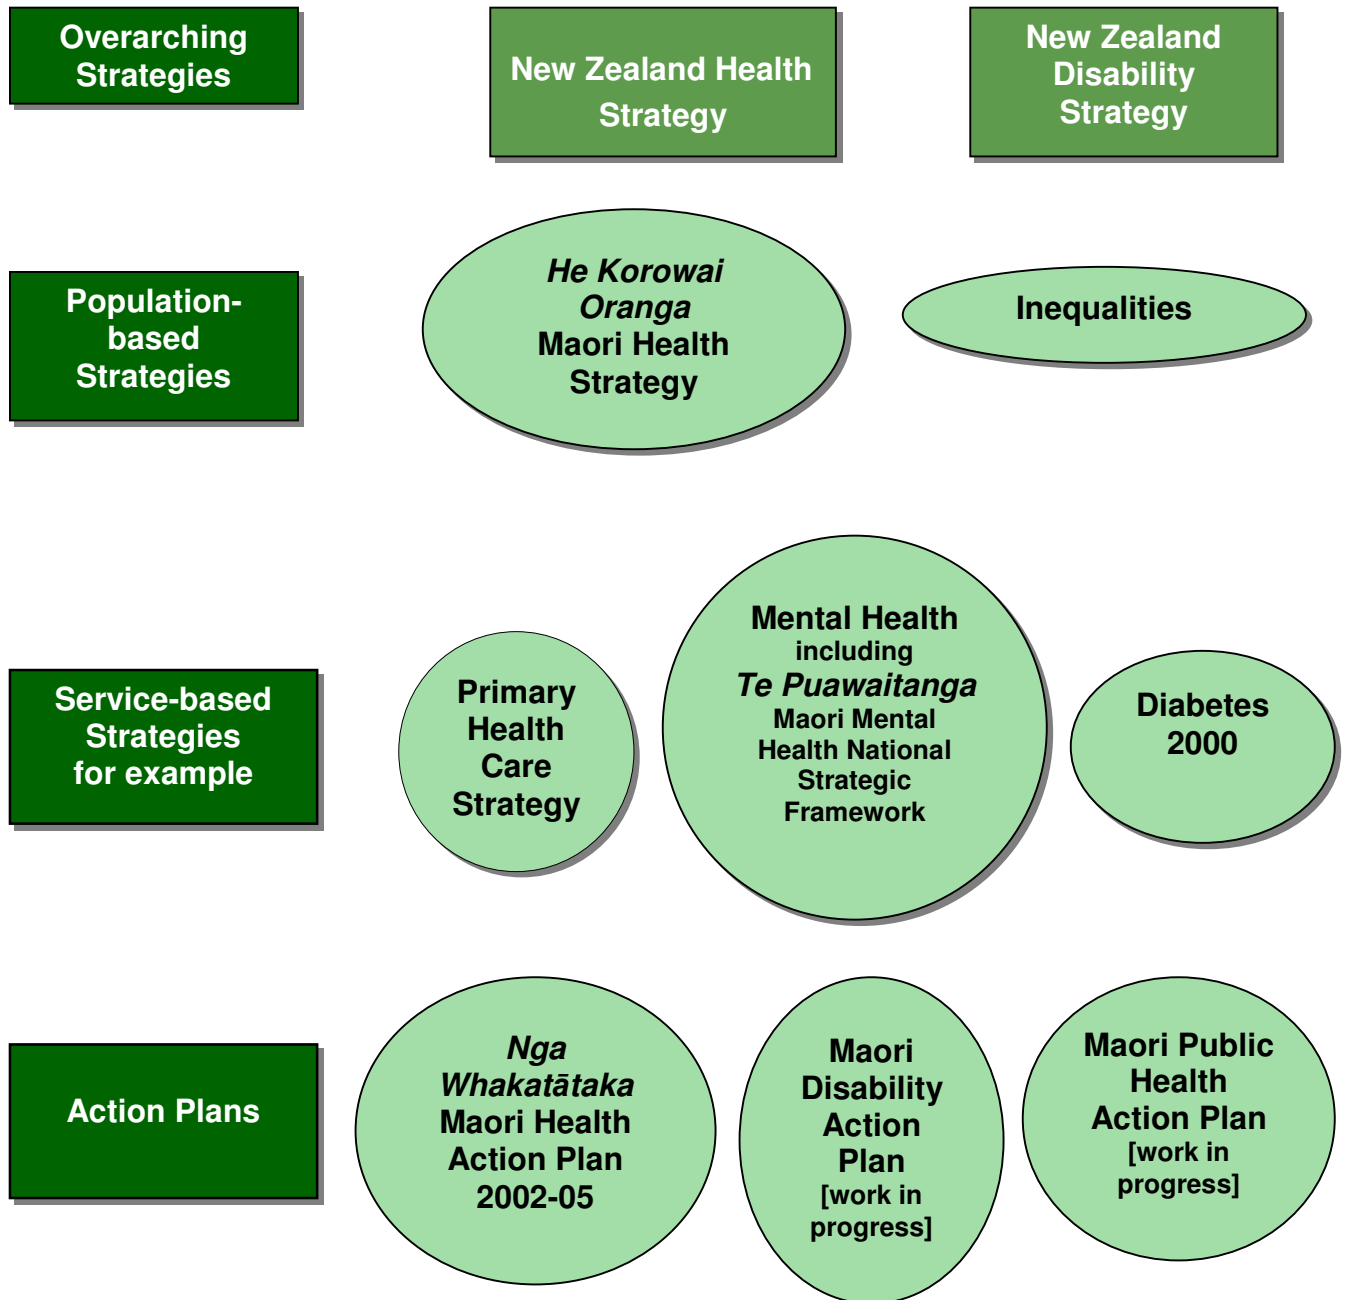 Overarching
Strategies
New Zealand Health
Strategy
New Zealand
Disability
Strategy
Population-
based
Strategies
He Korowai
Oranga
Maori Health
Strategy
Inequalities
Service-based
Strategies
for example
Primary
Health
Care
Strategy
Mental Health
including
Te Puawaitanga
Maori Mental
Health National
Strategic
Framework
Diabetes
2000
Action Plans
Nga
Whakatātaka
Maori Health
Action Plan
2002-05
Maori
Disability
Action
Plan
[work in
progress]
Maori Public
Health
Action Plan
[work in
progress]